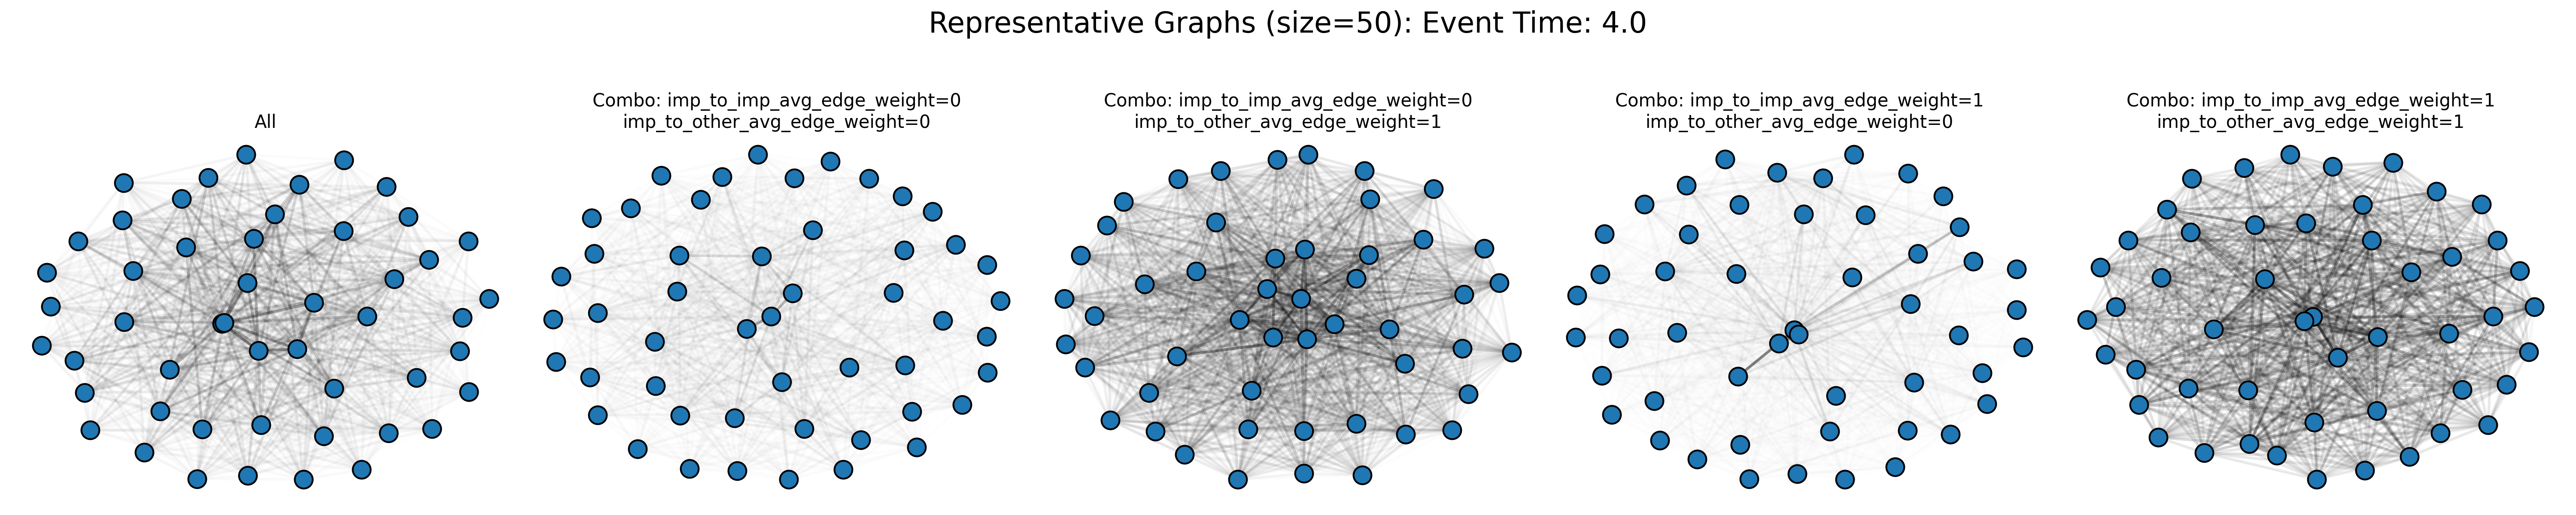 Representative Graphs (size=50): Event Time: 4.0
All
Combo: imp_to_imp_avg_edge_weight=0
imp_to_other_avg_edge_weight=0
Combo: imp_to_imp_avg_edge_weight=0
imp_to_other_avg_edge_weight=1
Combo: imp_to_imp_avg_edge_weight=1
imp_to_other_avg_edge_weight=0
Combo: imp_to_imp_avg_edge_weight=1
imp_to_other_avg_edge_weight=1